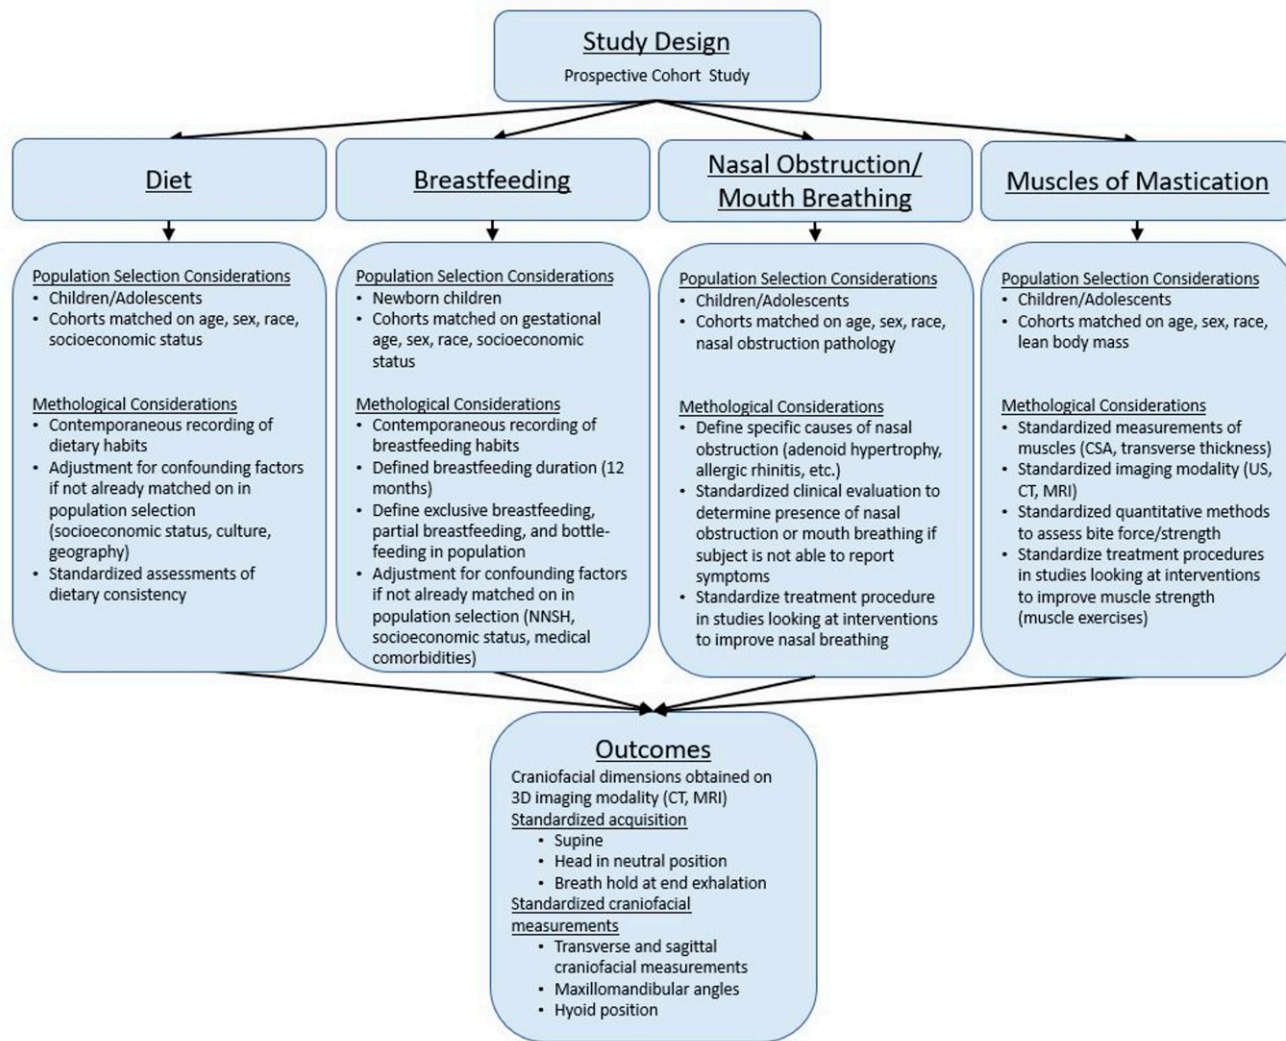 Study Design
Prospective Cohort Study
Diet
Breastfeeding
Nasal Obstruction/
Mouth Breathing
Muscles of Mastication
Population Selection Considerations
• Children/Adolescents
• Cohorts matched on age, sex, race,
socioeconomic status
Methological Considerations
• Contemporaneous recording of
dietary habits
• Adjustment for confounding factors
if not already matched on in
population selection
(socioeconomic status, culture,
geography)
• Standardized assessments of
dietary consistency
Population Selection Considerations
• Newborn children
• Cohorts matched on gestational
age, sex, race, socioeconomic
status
Methological Considerations
• Contemporaneous recording of
breastfeeding habits
• Defined breastfeeding duration (12
months)
• Define exclusive breastfeeding,
partial breastfeeding, and bottle-
feeding in population
• Adjustment for confounding factors
if not already matched on in
population selection (NNSH,
socioeconomic status, medical
comorbidities)
Population Selection Considerations
• Children/Adolescents
• Cohorts matched on age, sex, race,
nasal obstruction pathology
Methological Considerations
• Define specific causes of nasal
obstruction (adenoid hypertrophy,
allergic rhinitis, etc.)
• Standardized clinical evaluation to
determine presence of nasal
obstruction or mouth breathing if
subject is not able to report
symptoms
• Standardize treatment procedure
in studies looking at interventions
to improve nasal breathing
Population Selection Considerations
• Children/Adolescents
• Cohorts matched on age, sex, race,
lean body mass
Methological Considerations
• Standardized measurements of
muscles (CSA, transverse thickness)
• Standardized imaging modality (US,
CT, MRI)
• Standardized quantitative methods
to assess bite force/strength
• Standardize treatment procedures
in studies looking at interventions
to improve muscle strength
(muscle exercises)
Outcomes
Craniofacial dimensions obtained on
3D imaging modality (CT, MRI)
Standardized acquisition
• Supine
• Head in neutral position
• Breath hold at end exhalation
Standardized craniofacial
measurements
• Transverse and sagittal
craniofacial measurements
• Maxillomandibular angles
• Hyoid position